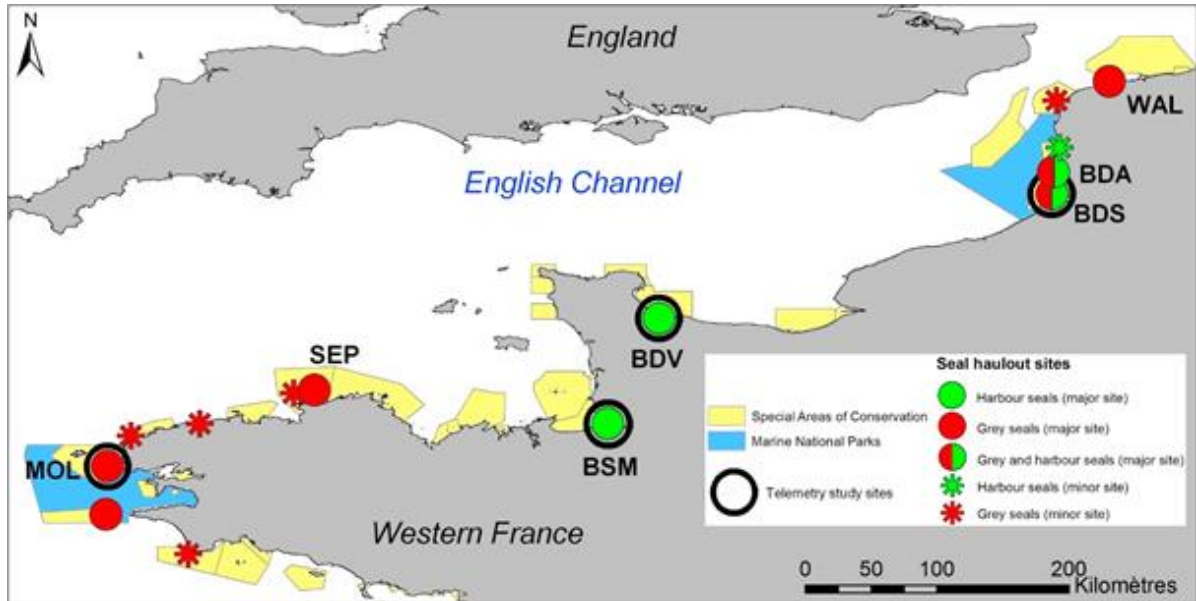 N
England
WAL
English Channel
BDA
BDS
SEP
BDV
BSM
MOL
Western France
Seal haulout sites
Special Areas of Conservation
Marine National Parks
Telemetry study sites
Harbour seals (major site)
Grey seals (major site)
Grey and harbour seals (major site)
Harbour seals (minor site)
Grey seals (minor site)
0 50 100 200
Kilomètres